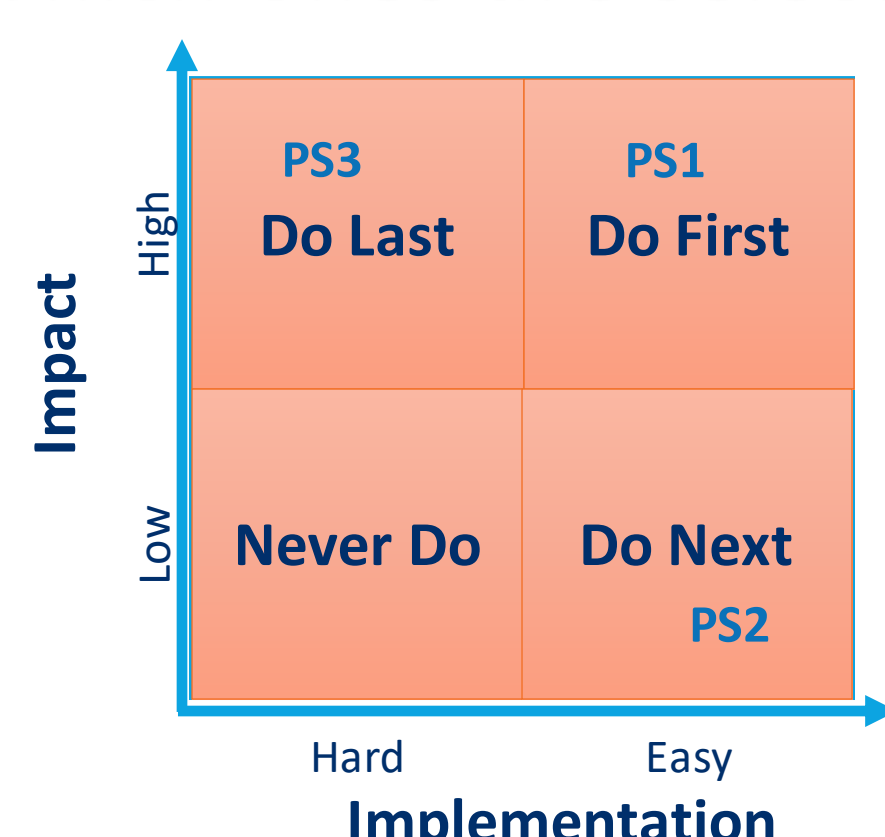 PS3
PS1
Do Last
Do First
High
Impact
Never Do
Do Next
Low
PS2
Hard
Easy
Implementation